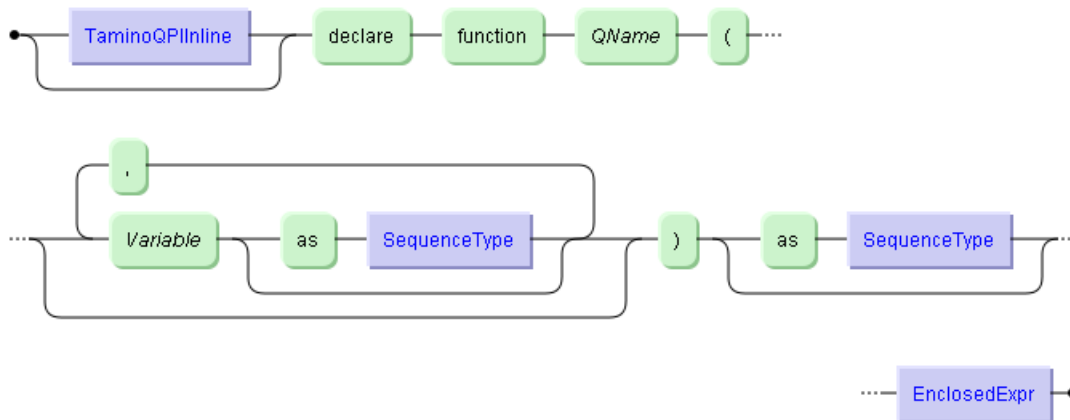 TaminoQPIInline declare function QName (
,
Variable as SequenceType ) as SequenceType
EnclosedExpr